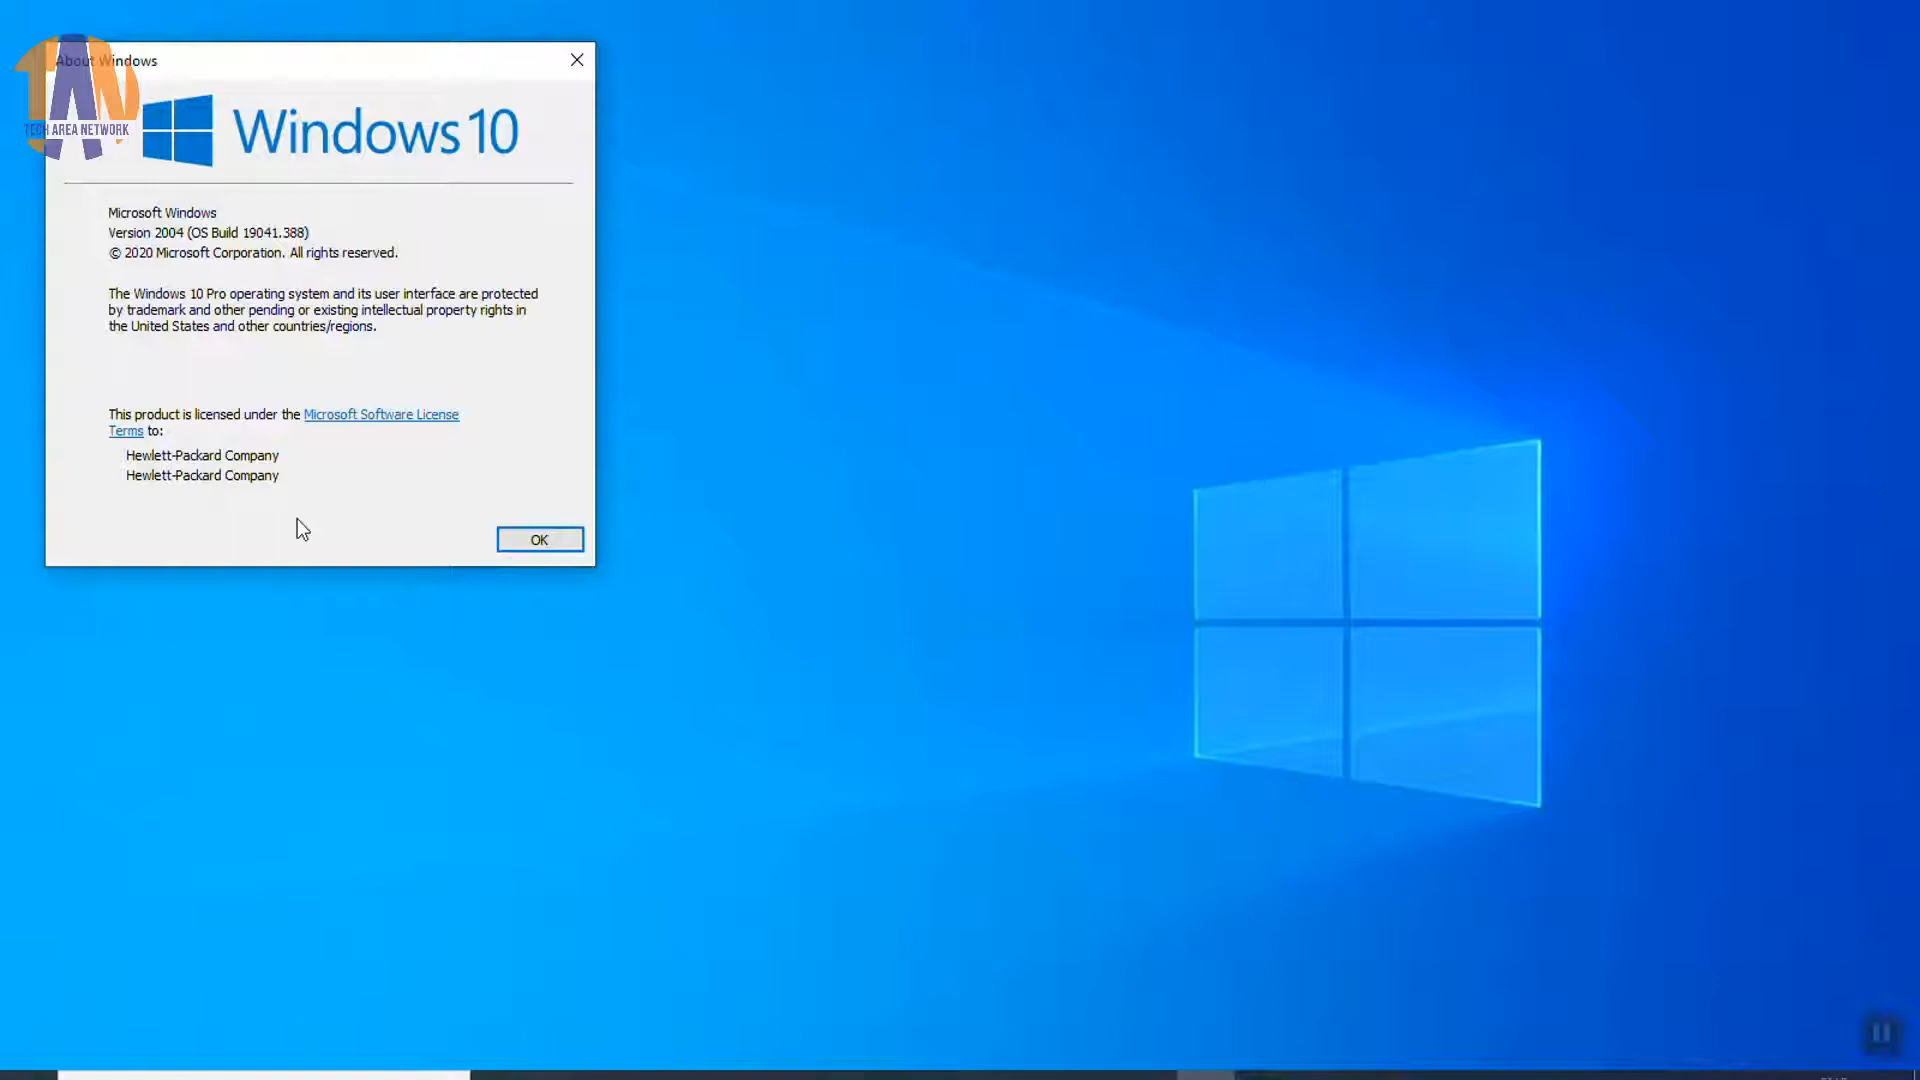 About Windows
TECH AREA NETWORK
Windows 10
Microsoft Windows
Version 2004 (OS Build 19041.388)
© 2020 Microsoft Corporation. All rights reserved.
The Windows 10 Pro operating system and its user interface are protected
by trademark and other pending or existing intellectual property rights in
the United States and other countries/regions.
This product is licensed under the Microsoft Software License
Terms to:
Hewlett-Packard Company
Hewlett-Packard Company
OK